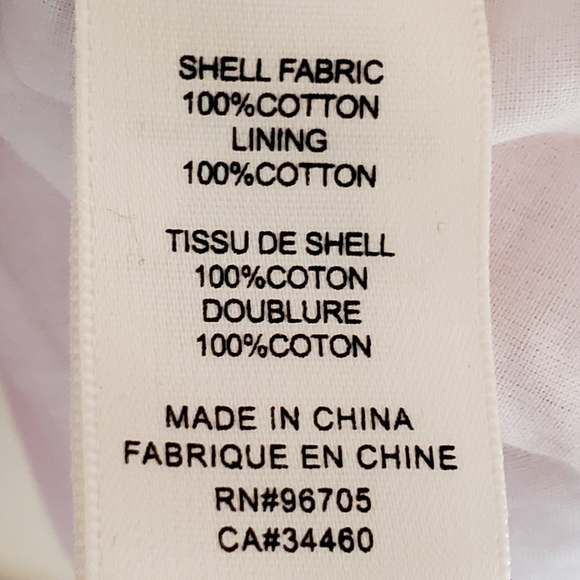 SHELL FABRIC
100%COTTON
LINING
100%COTTON
TISSU DE SHELL
100%COTON
DOUBLURE
100%COTON
MADE IN CHINA
FABRIQUE EN CHINE
RN#96705
CA#34460